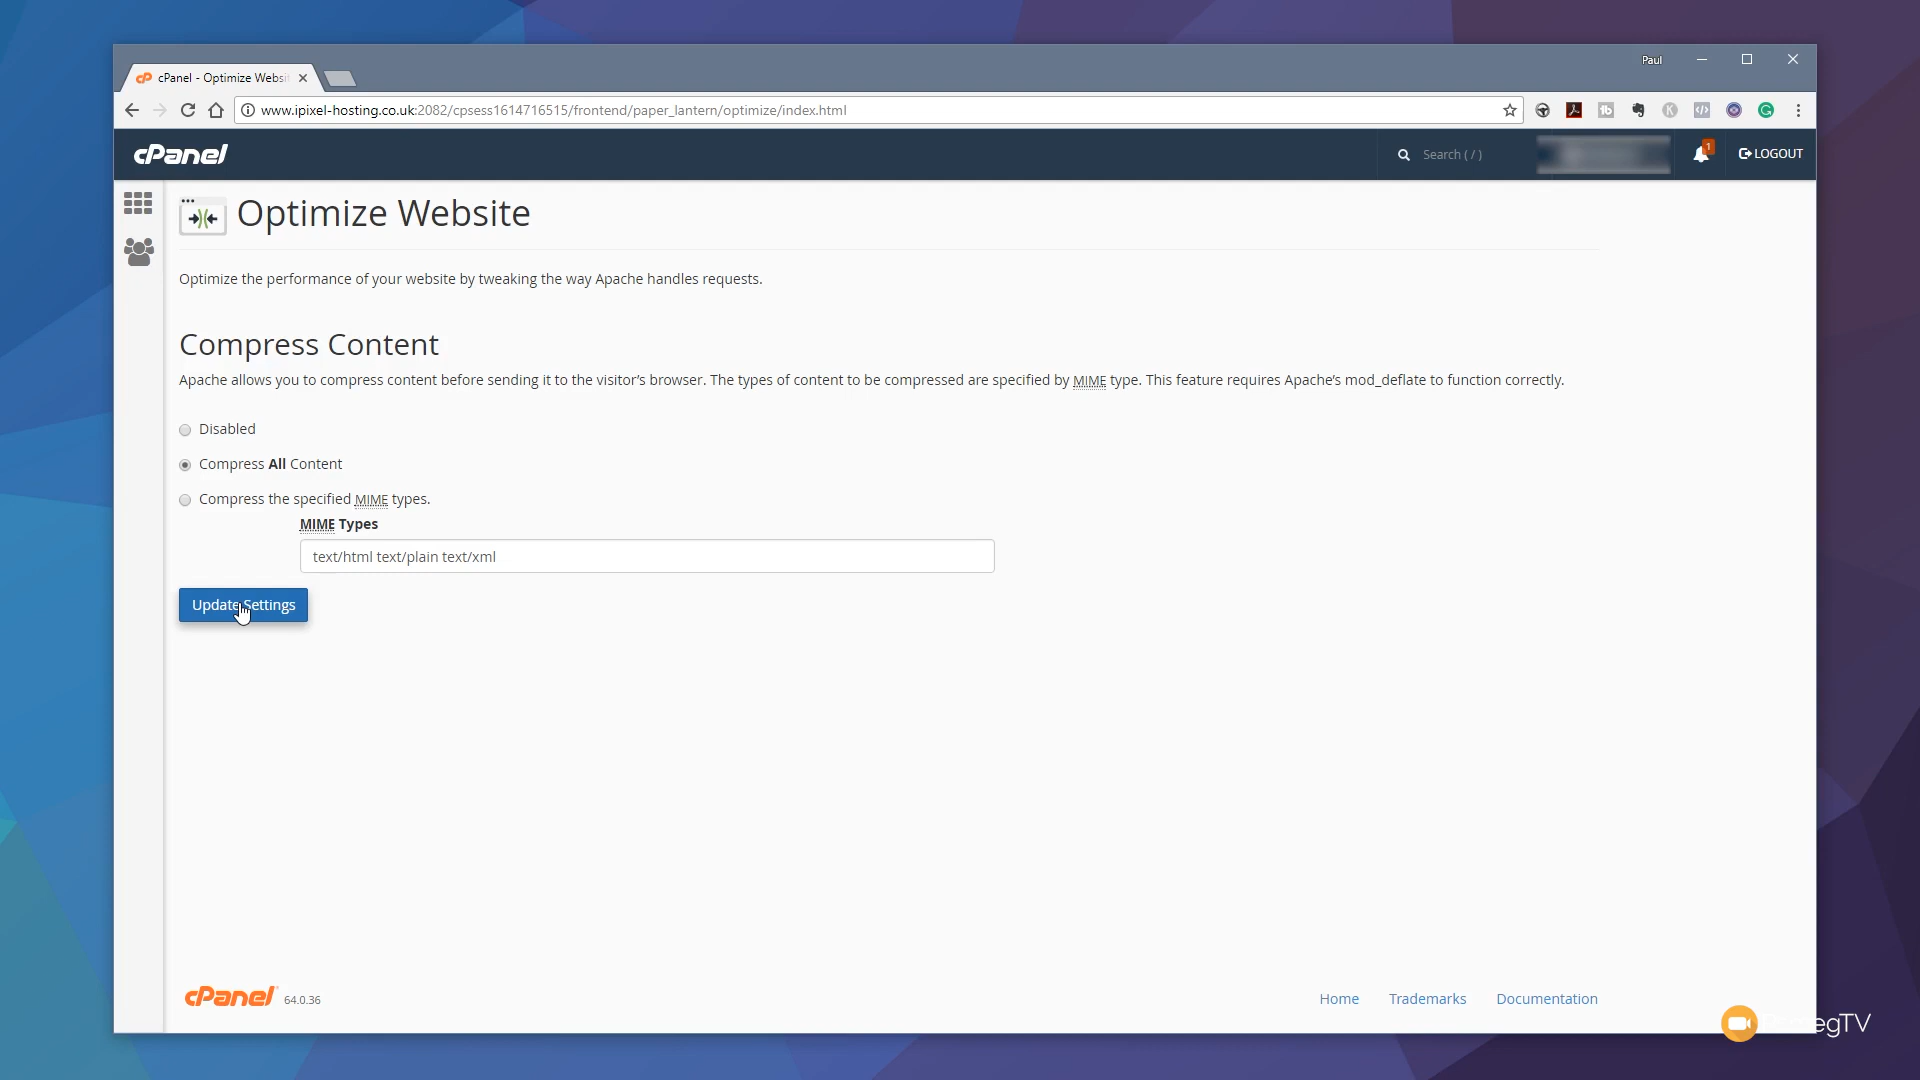 Paul
cPanel - Optimize Websi
www.ipixel-hosting.co.uk:2082/cpsess1614716515/frontend/paper_lantern/optimize/index.html
cPanel
Search ( / )
1
LOGOUT
Optimize Website
Optimize the performance of your website by tweaking the way Apache handles requests.
Compress Content
Apache allows you to compress content before sending it to the visitor's browser. The types of content to be compressed are specified by MIME type. This feature requires Apache's mod_deflate to function correctly.
Disabled
Compress All Content
Compress the specified MIME types.
MIME Types
text/html text/plain text/xml
Update Settings
cPanel 64.0.36
Home Trademarks Documentation